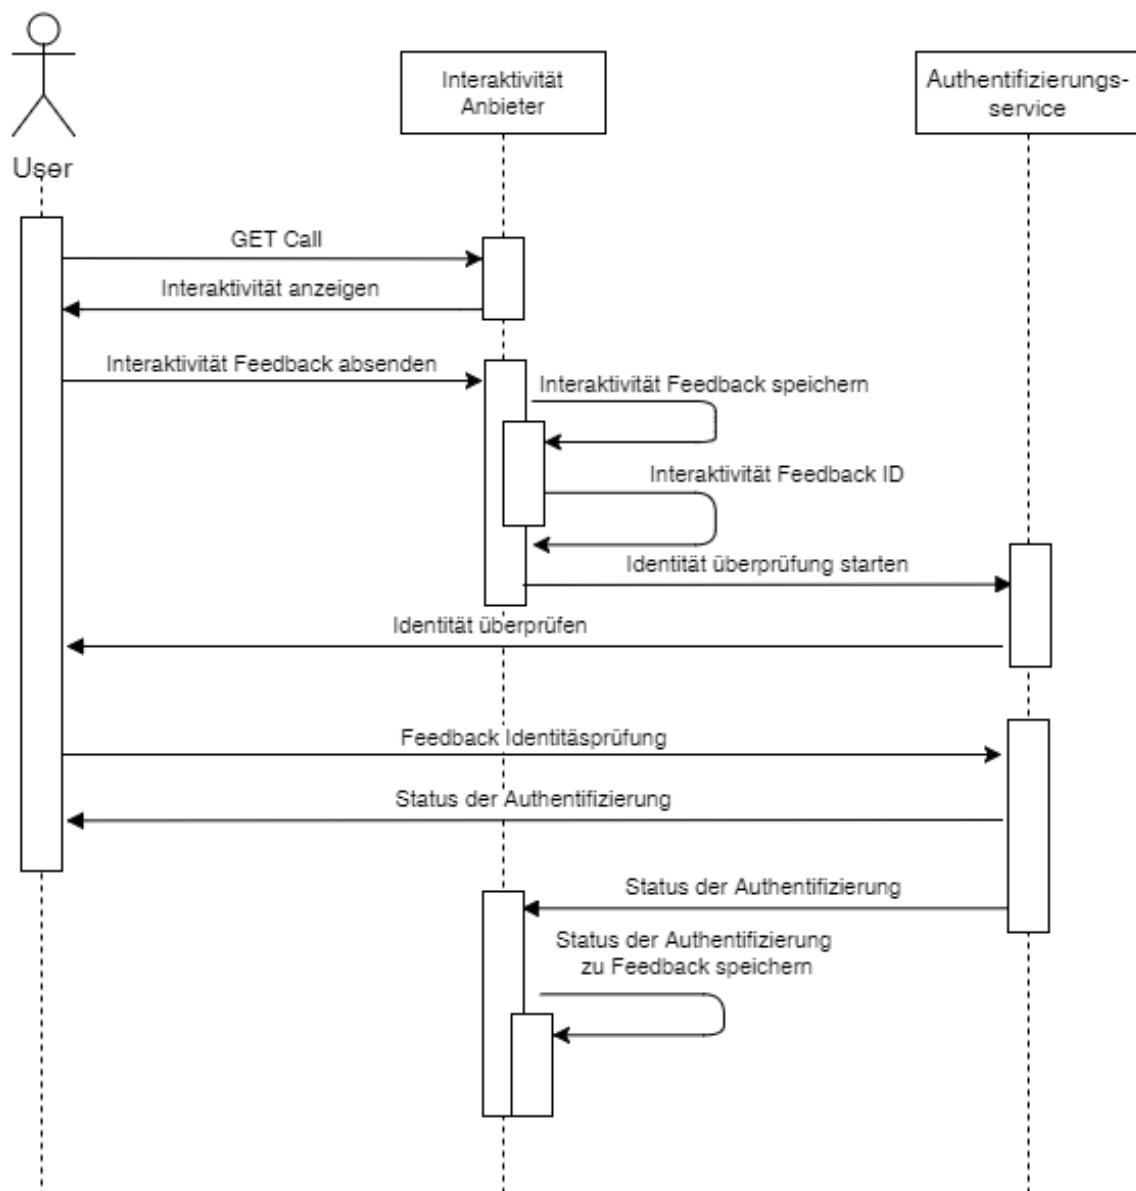 User
Interaktivität
Anbieter
Authentifizierungs-
service
GET Call
Interaktivität anzeigen
Interaktivität Feedback absenden
Interaktivität Feedback speichern
Interaktivität Feedback ID
Identität überprüfung starten
Identität überprüfen
Feedback Identitäsprüfung
Status der Authentifizierung
Status der Authentifizierung
Status der Authentifizierung
zu Feedback speichern